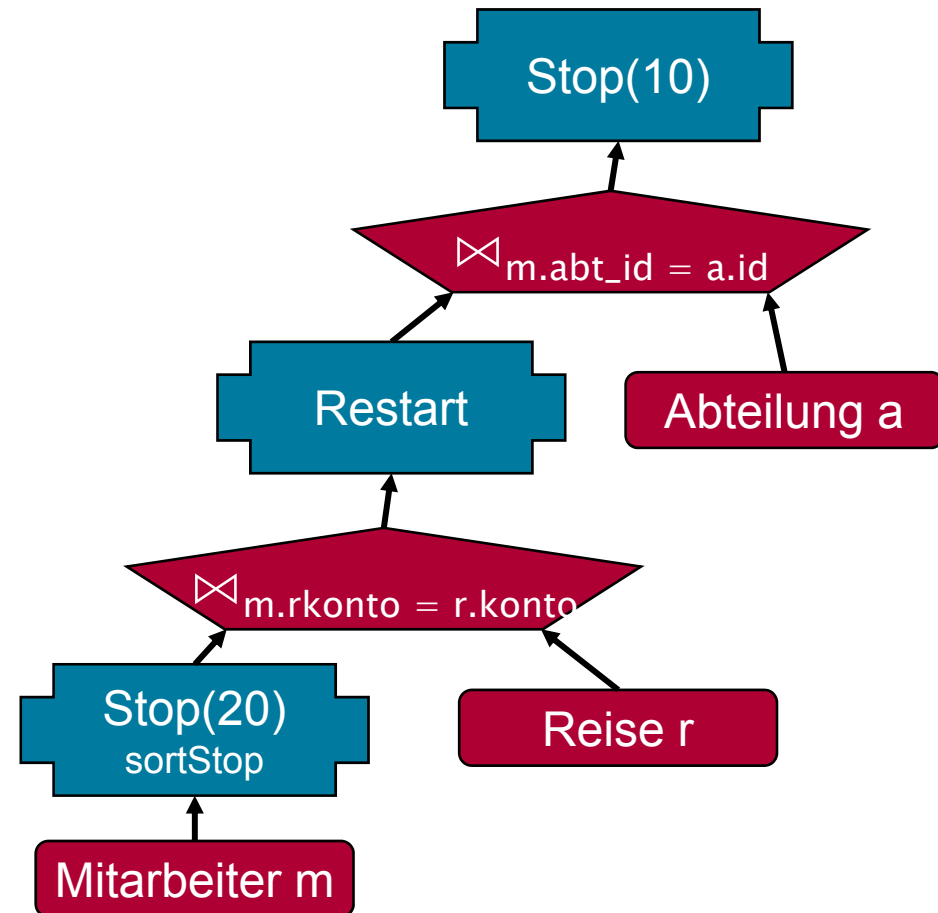 Stop(10)
⋈m.abt_id = a.id
Restart
Abteilung a
⋈m.rkonto = r.konto
Stop(20)
sortStop
Reise r
Mitarbeiter m